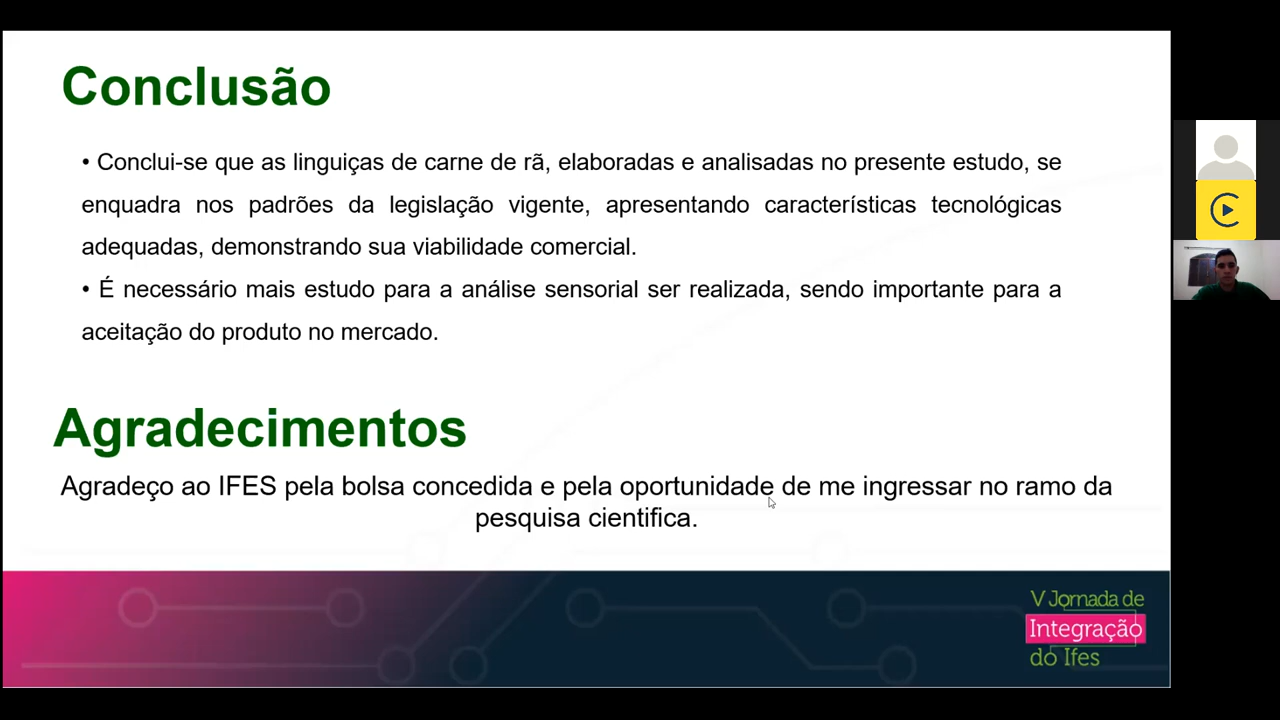 Conclusão
• Conclui-se que as linguiças de carne de rã, elaboradas e analisadas no presente estudo, se
enquadra nos padrões da legislação vigente, apresentando características tecnológicas
adequadas, demonstrando sua viabilidade comercial.
• É necessário mais estudo para a análise sensorial ser realizada, sendo importante para a
aceitação do produto no mercado.
Agradecimentos
Agradeço ao IFES pela bolsa concedida e pela oportunidade de me ingressar no ramo da
pesquisa cientifica.
V Jornada de
Integração
do Ifes